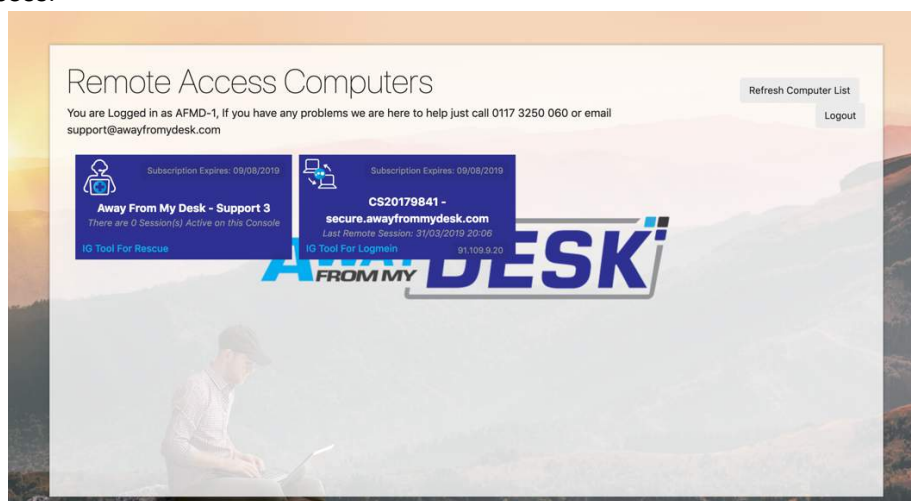 Remote Access Computers
Refresh Computer List
You are Logged in as AFMD-1, If you have any problems we are here to help just call 0117 3250 060 or email
support@awayfromydesk.com
Logout
Subscription Expires: 09/08/2019
Away From My Desk - Support 3
There are 0 Session(s) Active on this Console
IG Tool For Rescue
Subscription Expires: 09/08/2019
CS20179841 -
secure.awayfrommydesk.com
Last Remote Session: 31/03/2019 20:06
IG Tool For Logmein
91.109.9.20
FROM MY
DESK